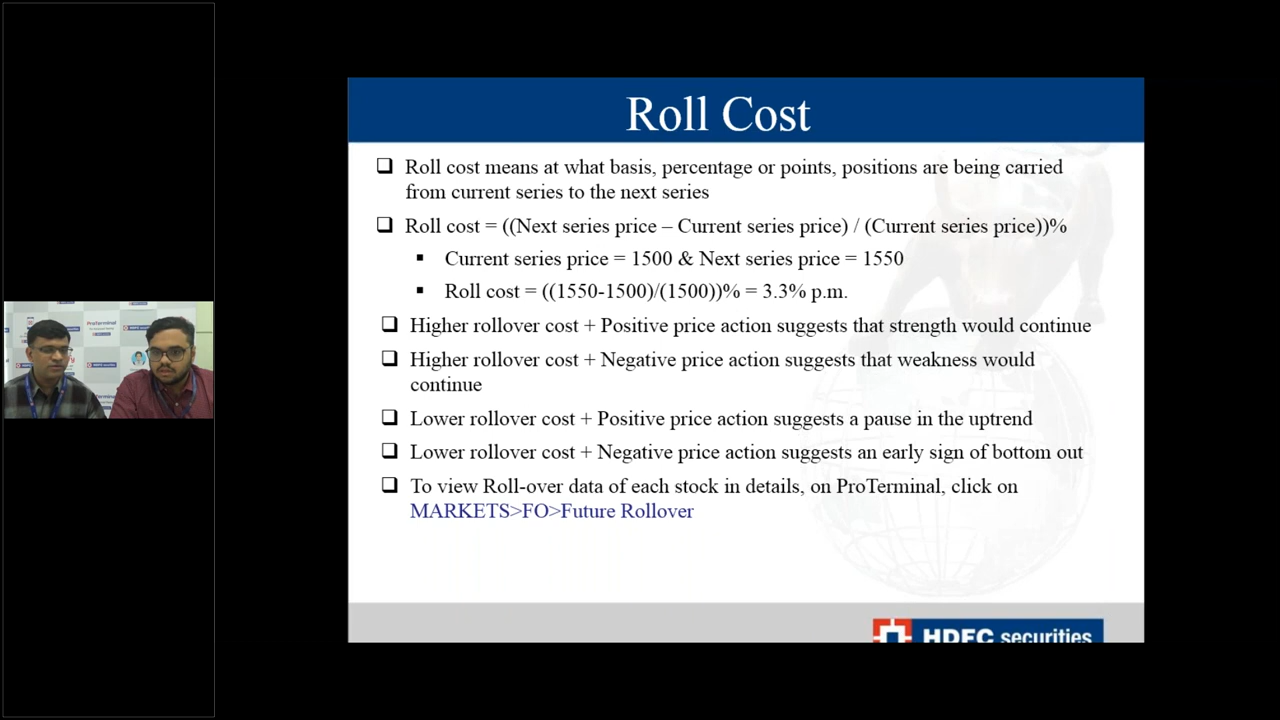 Roll Cost
❑ Roll cost means at what basis, percentage or points, positions are being carried
from current series to the next series
❑ Roll cost = ((Next series price – Current series price) / (Current series price))%
▪ Current series price = 1500 & Next series price = 1550
▪ Roll cost = ((1550-1500)/(1500))% = 3.3% p.m.
❑ Higher rollover cost + Positive price action suggests that strength would continue
❑ Higher rollover cost + Negative price action suggests that weakness would
continue
❑ Lower rollover cost + Positive price action suggests a pause in the uptrend
❑ Lower rollover cost + Negative price action suggests an early sign of bottom out
❑ To view Roll-over data of each stock in details, on ProTerminal, click on
MARKETS>FO>Future Rollover
HDFC securities
ProTerminal